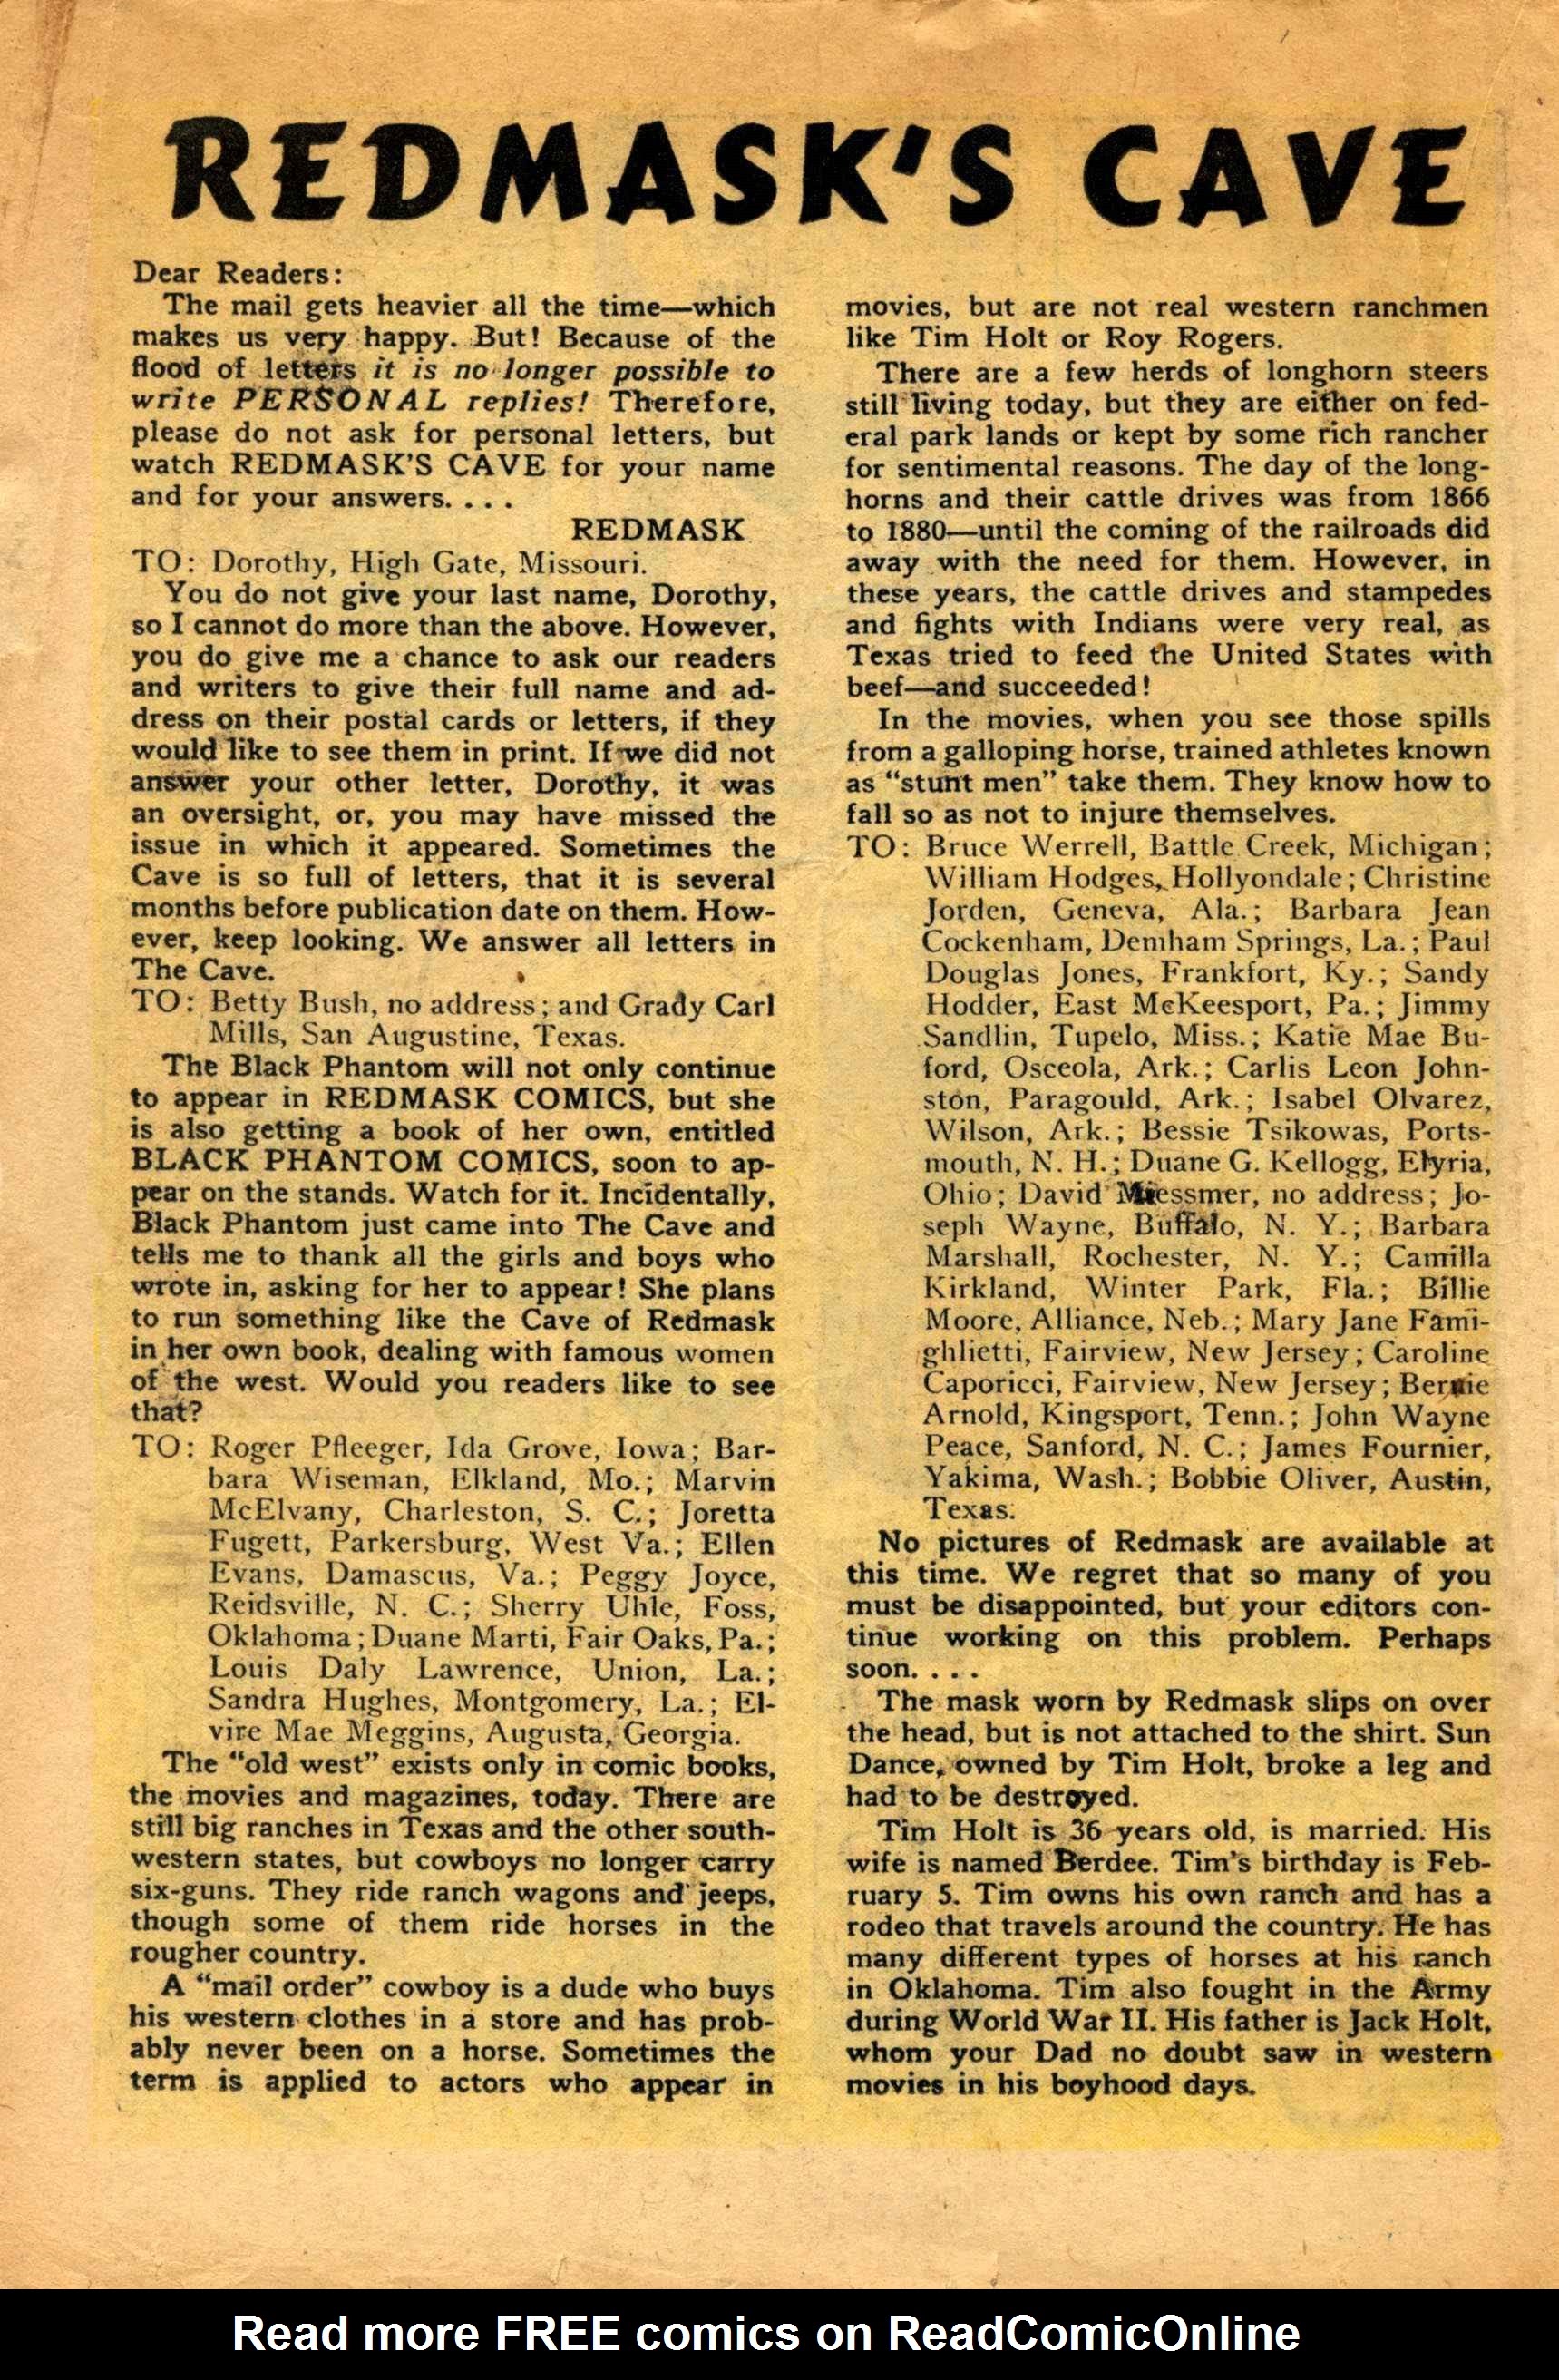 REDMASK'S CAVE
Dear Readers:
The mail gets heavier all the time—which
makes us very happy. But! Because of the
flood of letters it is no longer possible to
write PERSONAL replies! Therefore,
please do not ask for personal letters, but
watch REDMASK'S CAVE for your name
and for your answers. . . .
REDMASK
TO: Dorothy, High Gate, Missouri.
You do not give your last name, Dorothy,
so I cannot do more than the above. However,
you do give me a chance to ask our readers
and writers to give their full name and ad-
dress on their postal cards or letters, if they
would like to see them in print. If we did not
answer your other letter, Dorothy, it was
an oversight, or, you may have missed the
issue in which it appeared. Sometimes the
Cave is so full of letters, that it is several
months before publication date on them. How-
ever, keep looking. We answer all letters in
The Cave.
TO: Betty Bush, no address; and Grady Carl
Mills, San Augustine, Texas.
The Black Phantom will not only continue
to appear in REDMASK COMICS, but she
is also getting a book of her own, entitled
BLACK PHANTOM COMICS, soon to ap-
pear on the stands. Watch for it. Incidentally,
Black Phantom just came into The Cave and
tells me to thank all the girls and boys who
wrote in, asking for her to appear! She plans
to run something like the Cave of Redmask
in her own book, dealing with famous women
of the west. Would you readers like to see
that?
TO: Roger Pfleeger, Ida Grove, Iowa; Bar-
bara Wiseman, Elkland, Mo.; Marvin
McElvany, Charleston, S. C.; Joretta
Fugett, Parkersburg, West Va.; Ellen
Evans, Damascus, Va.; Peggy Joyce,
Reidsville, N. C.; Sherry Uhle, Foss,
Oklahoma; Duane Marti, Fair Oaks, Pa.;
Louis Daly Lawrence, Union, La.;
Sandra Hughes, Montgomery, La.; El-
vire Mae Meggins, Augusta, Georgia.
The "old west" exists only in comic books,
the movies and magazines, today. There are
still big ranches in Texas and the other south-
western states, but cowboys no longer carry
six-guns. They ride ranch wagons and jeeps,
though some of them ride horses in the
rougher country.
A "mail order" cowboy is a dude who buys
his western clothes in a store and has prob-
ably never been on a horse. Sometimes the
term is applied to actors who appear in
movies, but are not real western ranchmen
like Tim Holt or Roy Rogers.
There are a few herds of longhorn steers
still living today, but they are either on fed-
eral park lands or kept by some rich rancher
for sentimental reasons. The day of the long-
horns and their cattle drives was from 1866
to 1880—until the coming of the railroads did
away with the need for them. However, in
these years, the cattle drives and stampedes
and fights with Indians were very real, as
Texas tried to feed the United States with
beef—and succeeded!
In the movies, when you see those spills
from a galloping horse, trained athletes known
as "stunt men" take them. They know how to
fall so as not to injure themselves.
TO: Bruce Werrell, Battle Creek, Michigan;
William Hodges, Hollyondale; Christine
Jorden, Geneva, Ala.; Barbara Jean
Cockenham, Demham Springs, La.; Paul
Douglas Jones, Frankfort, Ky.; Sandy
Hodder, East McKeesport, Pa.; Jimmy
Sandlin, Tupelo, Miss.; Katie Mae Bu-
ford, Osceola, Ark.; Carlis Leon John-
ston, Paragould, Ark.; Isabel Olvarez,
Wilson, Ark.; Bessie Tsikowas, Ports-
mouth, N. H.; Duane G. Kellogg, Elyria,
Ohio; David Miessmer, no address; Jo-
seph Wayne, Buffalo, N. Y.; Barbara
Marshall, Rochester, N. Y.; Camilla
Kirkland, Winter Park, Fla.; Billie
Moore, Alliance, Neb.; Mary Jane Fami-
ghlietti, Fairview, New Jersey; Caroline
Caporicci, Fairview, New Jersey; Bernie
Arnold, Kingsport, Tenn.; John Wayne
Peace, Sanford, N. C.; James Fournier,
Yakima, Wash.; Bobbie Oliver, Austin,
Texas.
No pictures of Redmask are available at
this time. We regret that so many of you
must be disappointed, but your editors con-
tinue working on this problem. Perhaps
soon. . . .
The mask worn by Redmask slips on over
the head, but is not attached to the shirt. Sun
Dance, owned by Tim Holt, broke a leg and
had to be destroyed.
Tim Holt is 36 years old, is married. His
wife is named Berdee. Tim's birthday is Feb-
ruary 5. Tim owns his own ranch and has a
rodeo that travels around the country. He has
many different types of horses at his ranch
in Oklahoma. Tim also fought in the Army
during World War II. His father is Jack Holt,
whom your Dad no doubt saw in western
movies in his boyhood days.
Read more FREE comics on ReadComicOnline